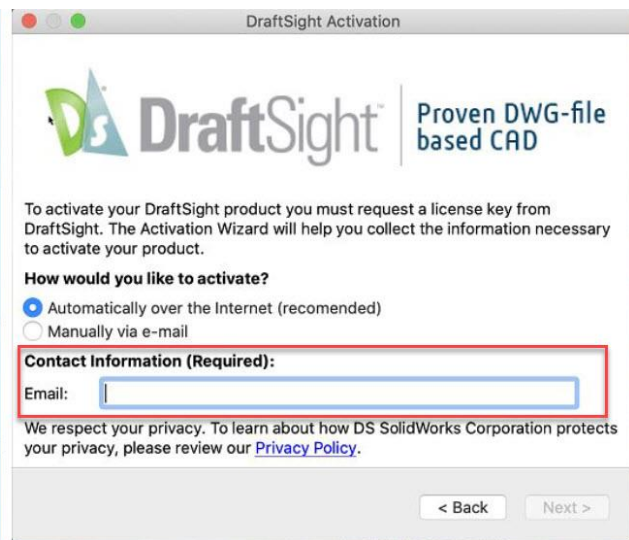 DraftSight Activation
DS DraftSight™
Proven DWG-file
based CAD
To activate your DraftSight product you must request a license key from
DraftSight. The Activation Wizard will help you collect the information necessary
to activate your product.
How would you like to activate?
Automatically over the Internet (recomended)
Manually via e-mail
Contact Information (Required):
Email:
We respect your privacy. To learn about how DS SolidWorks Corporation protects
your privacy, please review our Privacy Policy.
< Back Next >